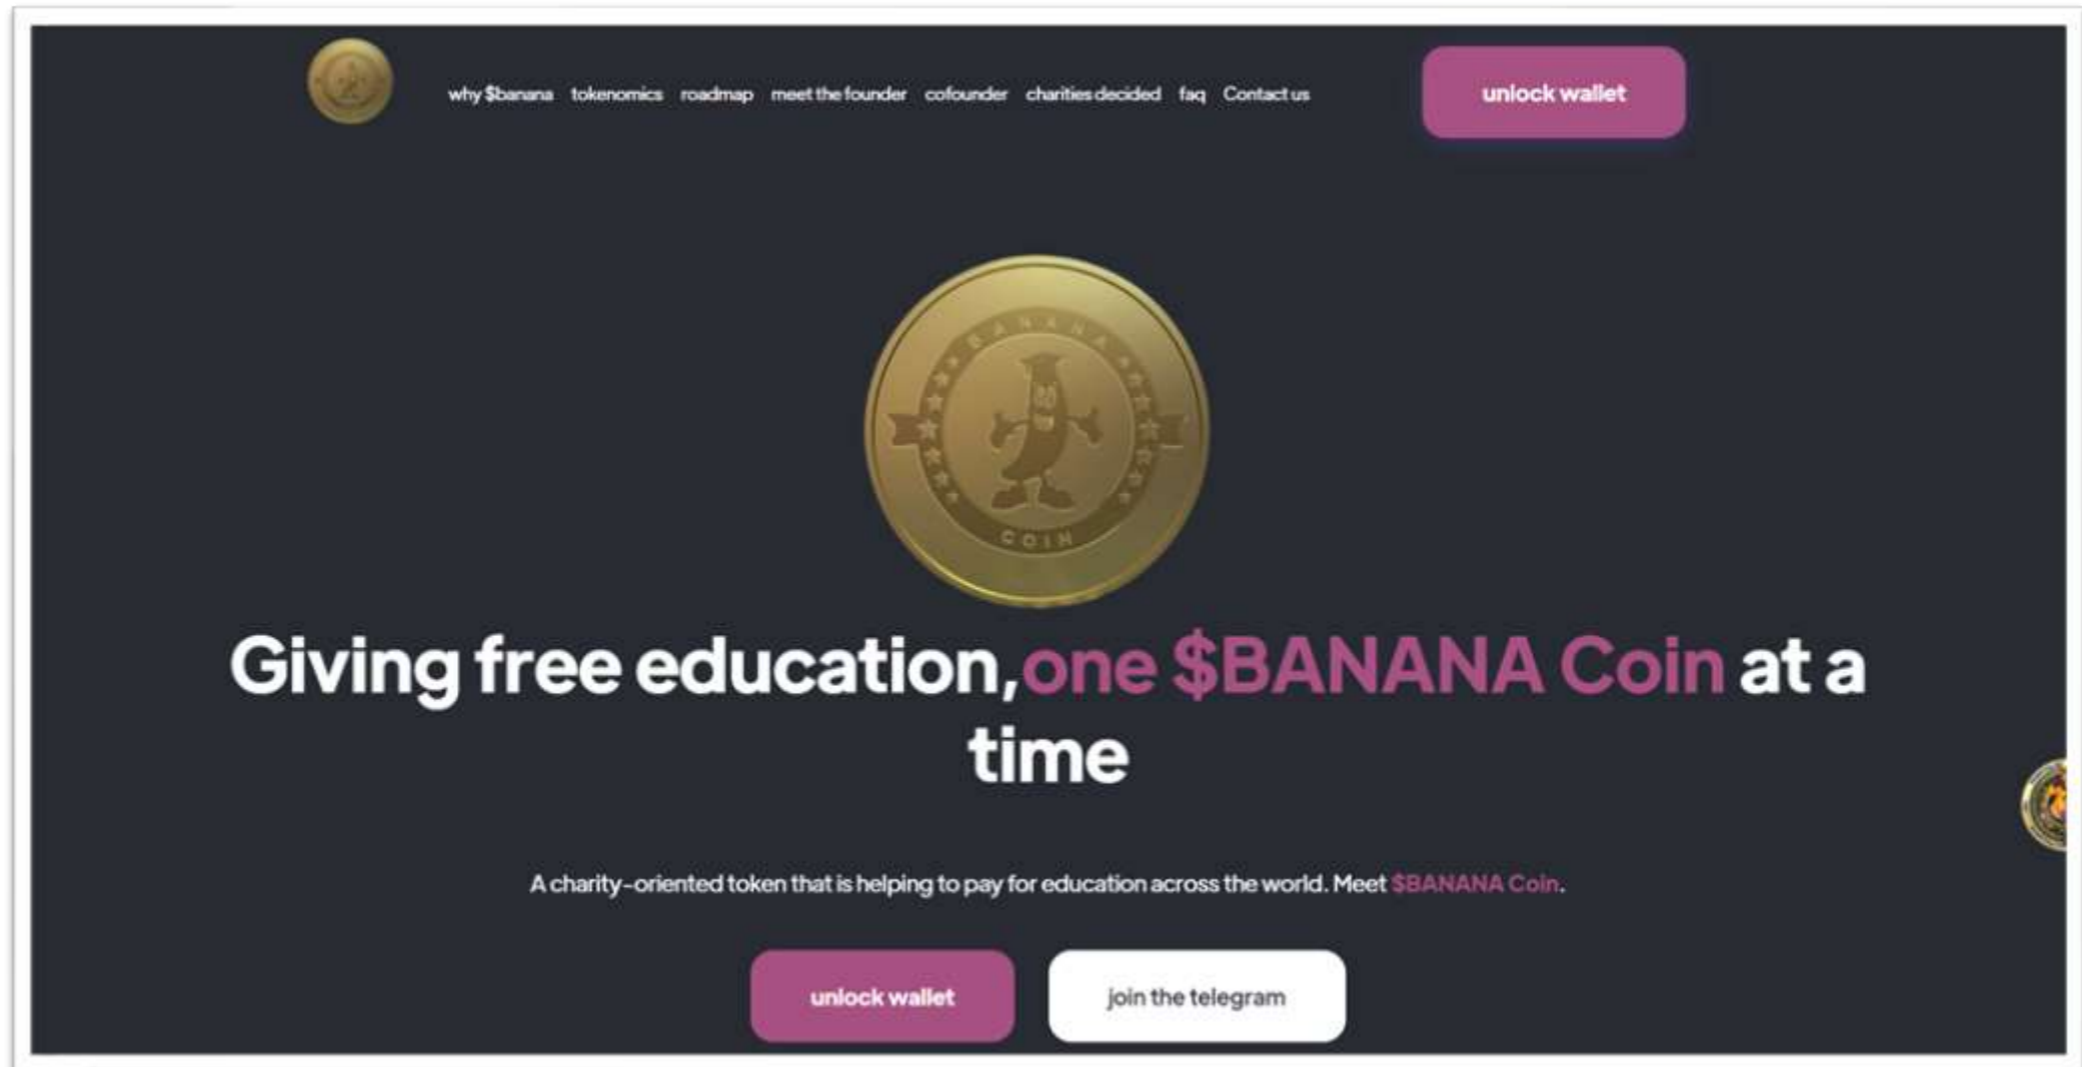 why $banana tokenomics roadmap meet the founder cofounder charities decided faq Contact us
unlock wallet
BANANA
COIN
Giving free education,one $BANANA Coin at a
time
A charity-oriented token that is helping to pay for education across the world. Meet $BANANA Coin.
unlock wallet
join the telegram